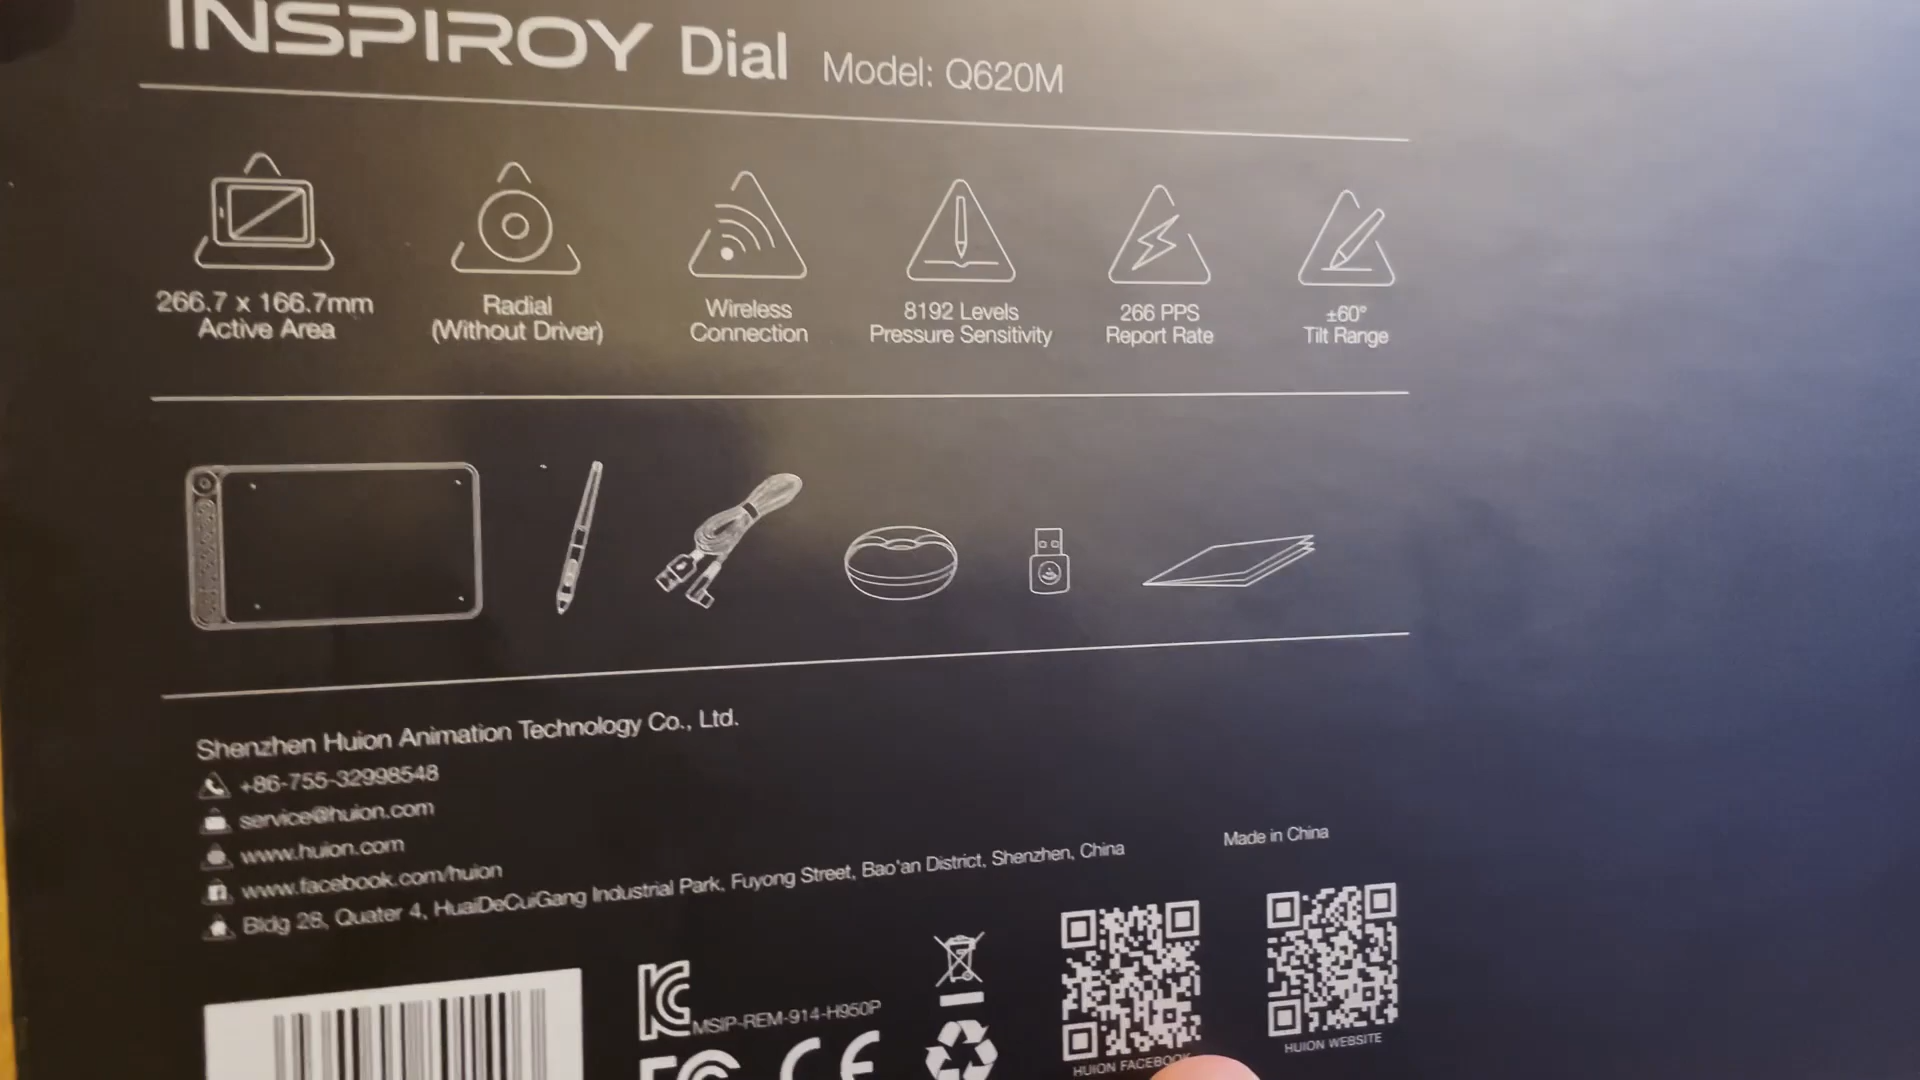 INSPIROY Dial Model: Q620M
266.7 x 166.7mm
Active Area
Radial
(Without Driver)
Wireless
Connection
8192 Levels
Pressure Sensitivity
266 PPS
Report Rate
±60°
Tilt Range
Shenzhen Huion Animation Technology Co., Ltd.
+86-755-32998548
service@huion.com
www.huion.com
www.facebook.com/huion
Bldg 28, Quater 4, HuaiDeCuiGang Industrial Park, Fuyong Street, Bao'an District, Shenzhen, China
Made in China
MSIP-REM-914-H950P
FC CE
HUION FACEBOOK
HUION WEBSITE